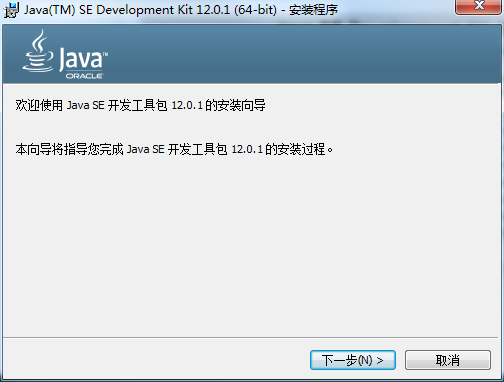 Java(TM) SE Development Kit 12.0.1 (64-bit) - 安装程序
Java™
ORACLE
欢迎使用 Java SE 开发工具包 12.0.1 的安装向导
本向导将指导您完成 Java SE 开发工具包 12.0.1 的安装过程。
下一步(N) >
取消